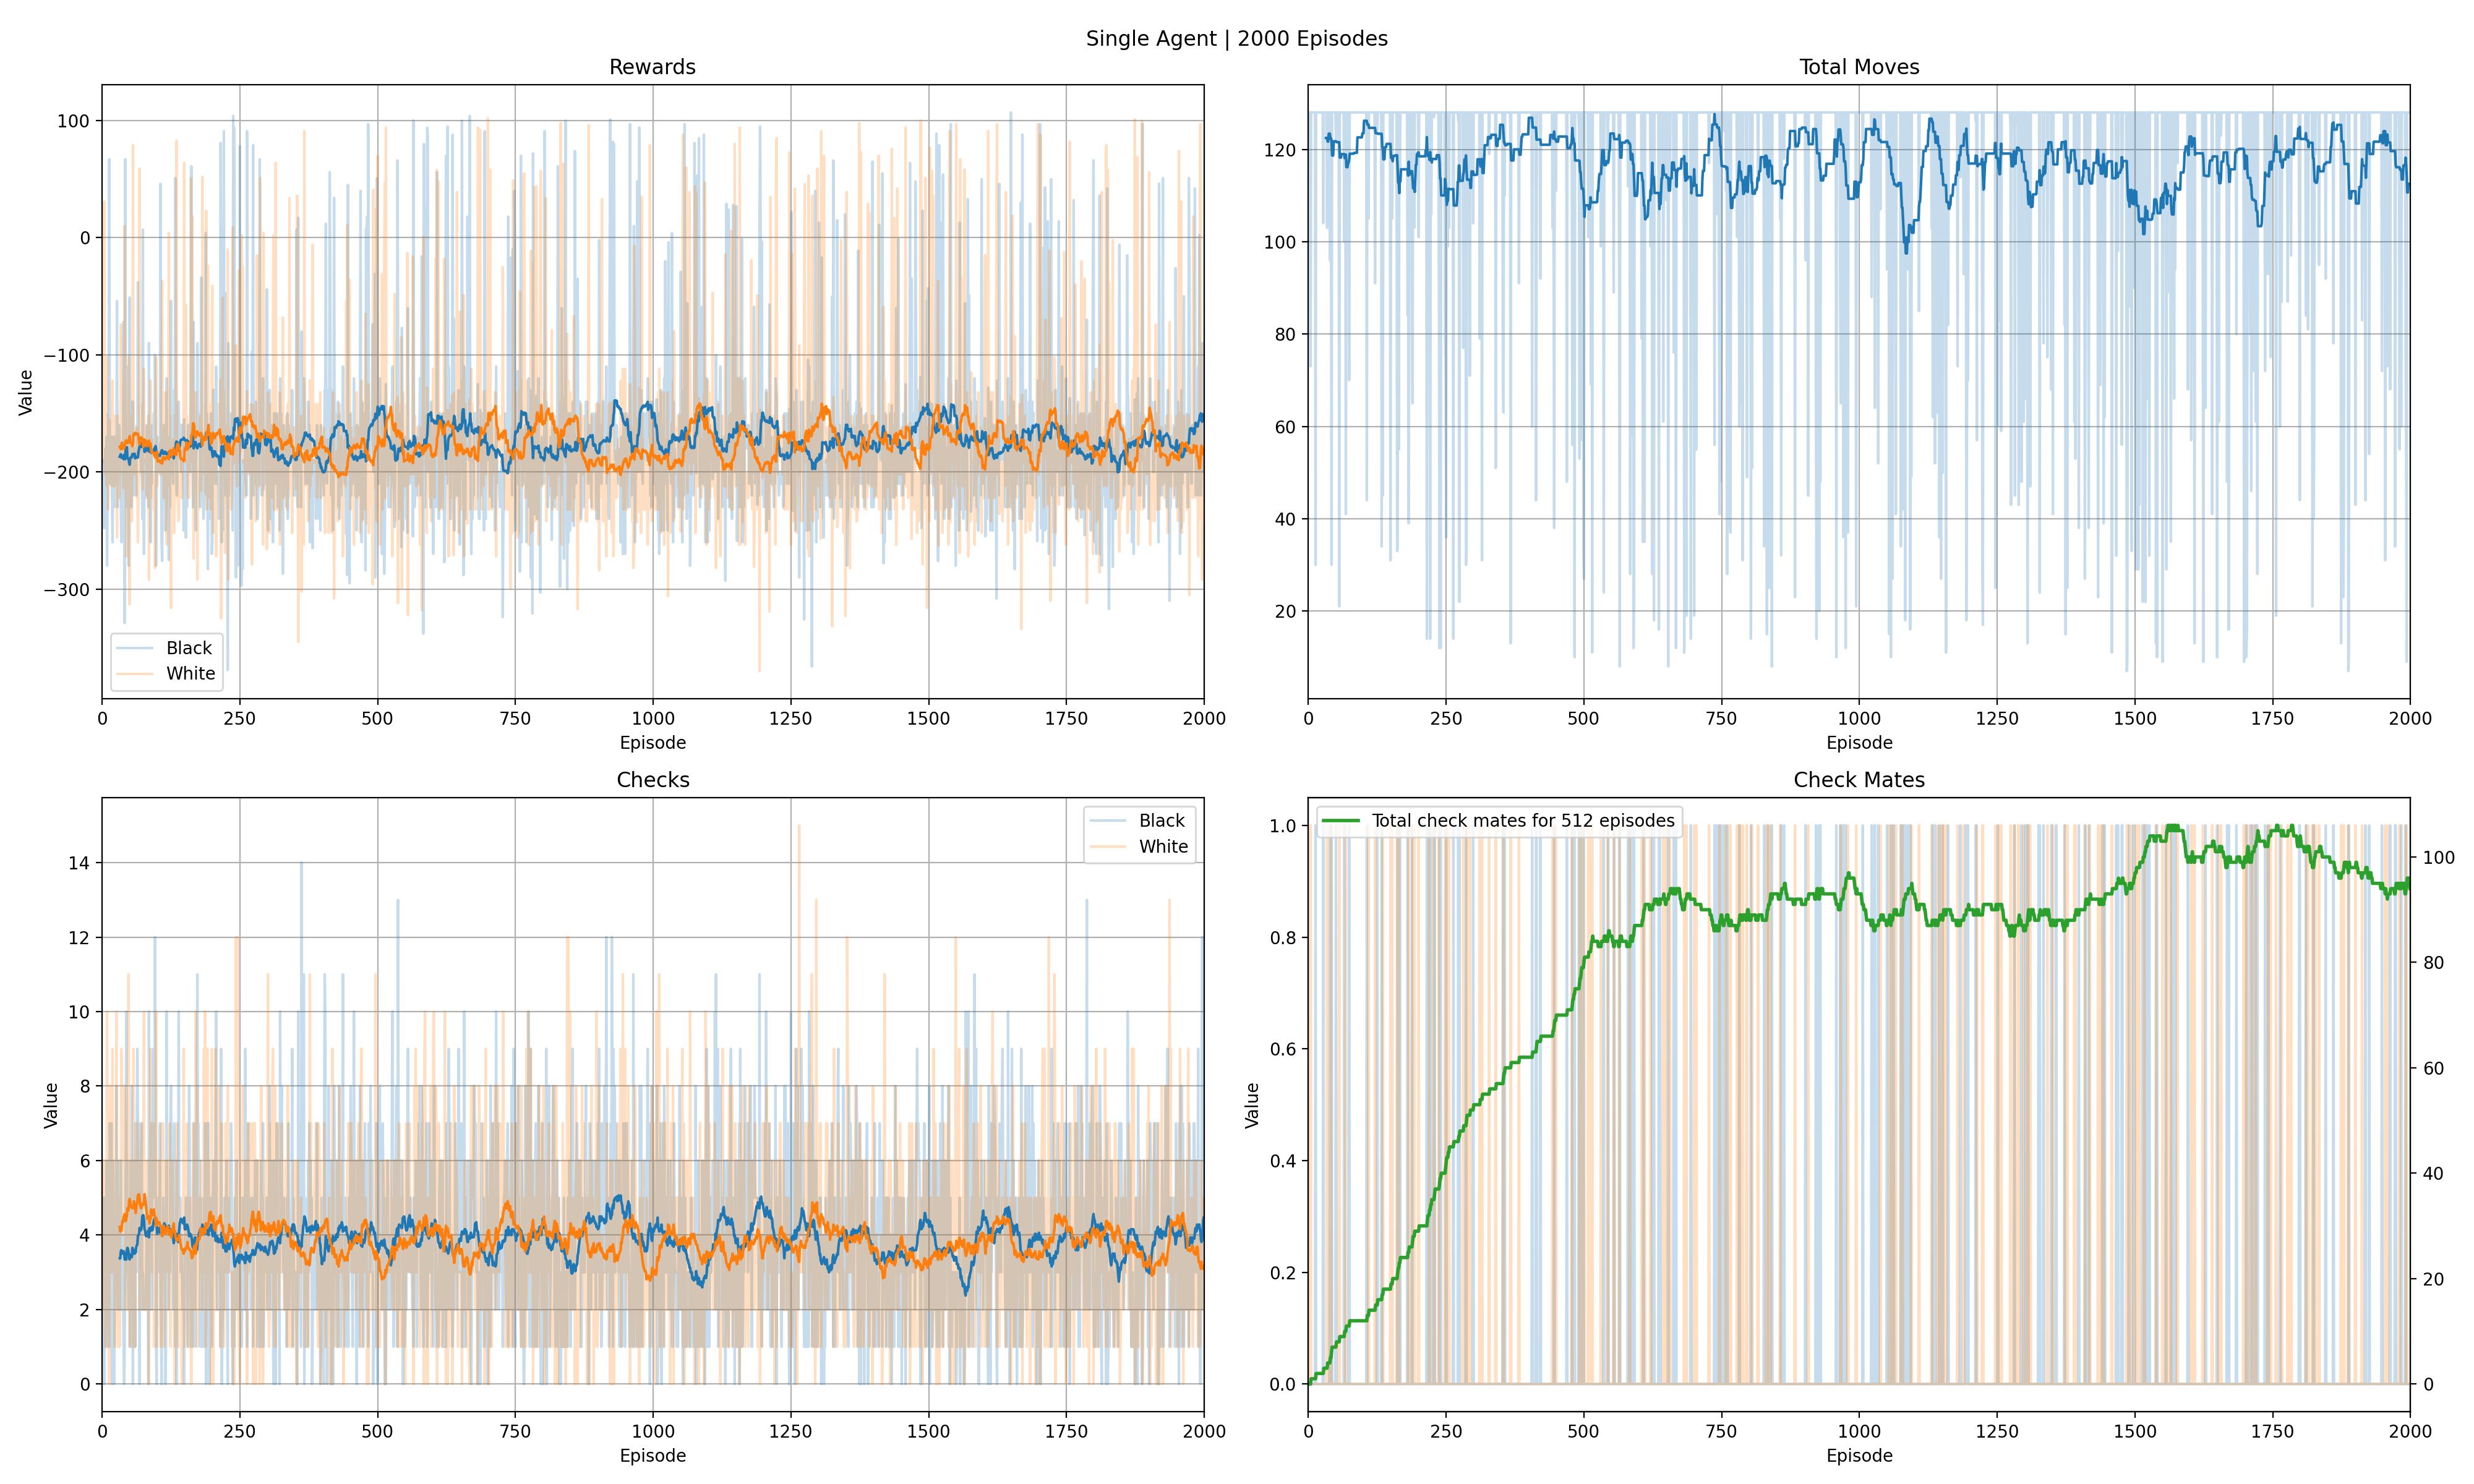 Single Agent | 2000 Episodes
Rewards
100
0
−100
−200
−300
Value
Black
White
0 250 500 750 1000 1250 1500 1750 2000
Episode
Total Moves
120
100
80
60
40
20
0 250 500 750 1000 1250 1500 1750 2000
Episode
Checks
14
12
10
8
6
4
2
0
Value
Black
White
0 250 500 750 1000 1250 1500 1750 2000
Episode
Check Mates
Total check mates for 512 episodes
1.0
0.8
0.6
0.4
0.2
0.0
Value
100
80
60
40
20
0
0 250 500 750 1000 1250 1500 1750 2000
Episode